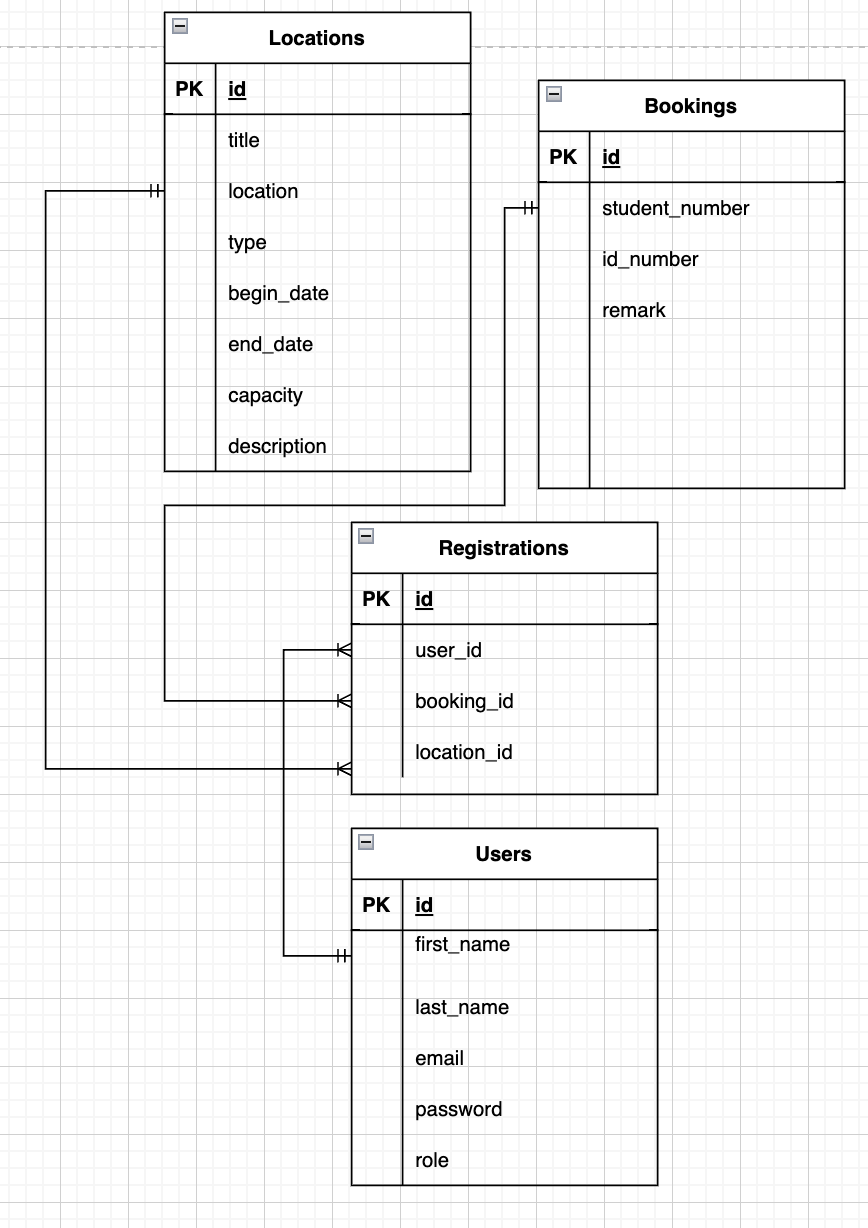 Locations
PK id
title
location
type
begin_date
end_date
capacity
description
Bookings
PK id
student_number
id_number
remark
Registrations
PK id
user_id
booking_id
location_id
Users
PK id
first_name
last_name
email
password
role